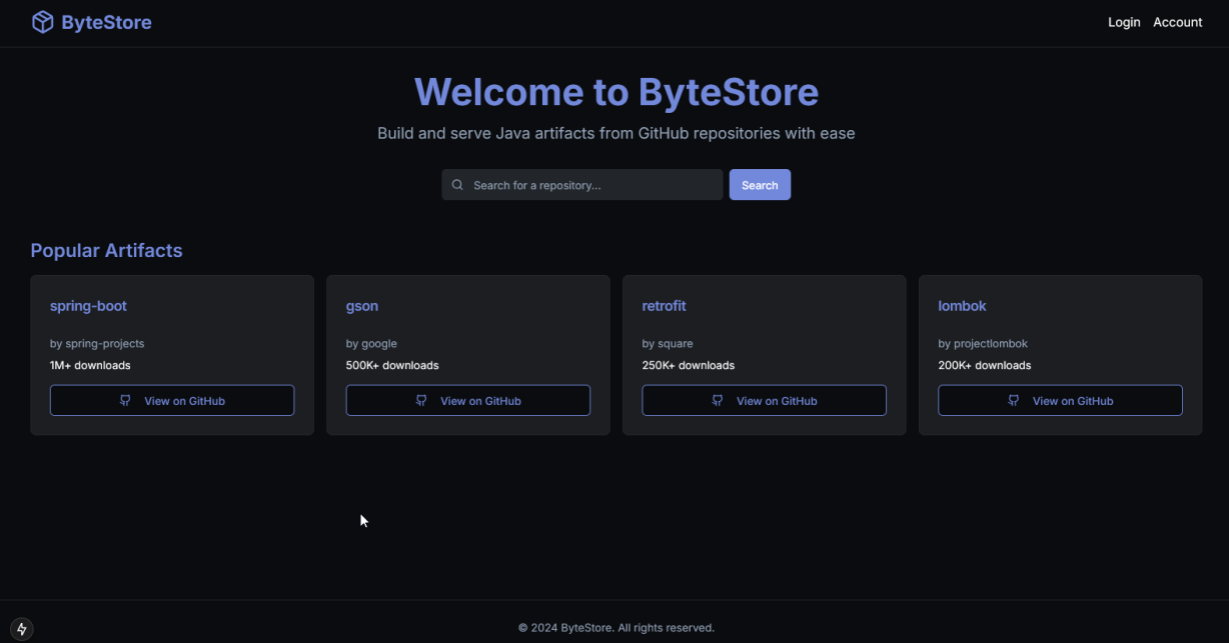 ByteStore
Login Account
Welcome to ByteStore
Build and serve Java artifacts from GitHub repositories with ease
Search for a repository...
Search
Popular Artifacts
spring-boot
by spring-projects
1M+ downloads
View on GitHub
gson
by google
500K+ downloads
View on GitHub
retrofit
by square
250K+ downloads
View on GitHub
lombok
by projectlombok
200K+ downloads
View on GitHub
© 2024 ByteStore. All rights reserved.